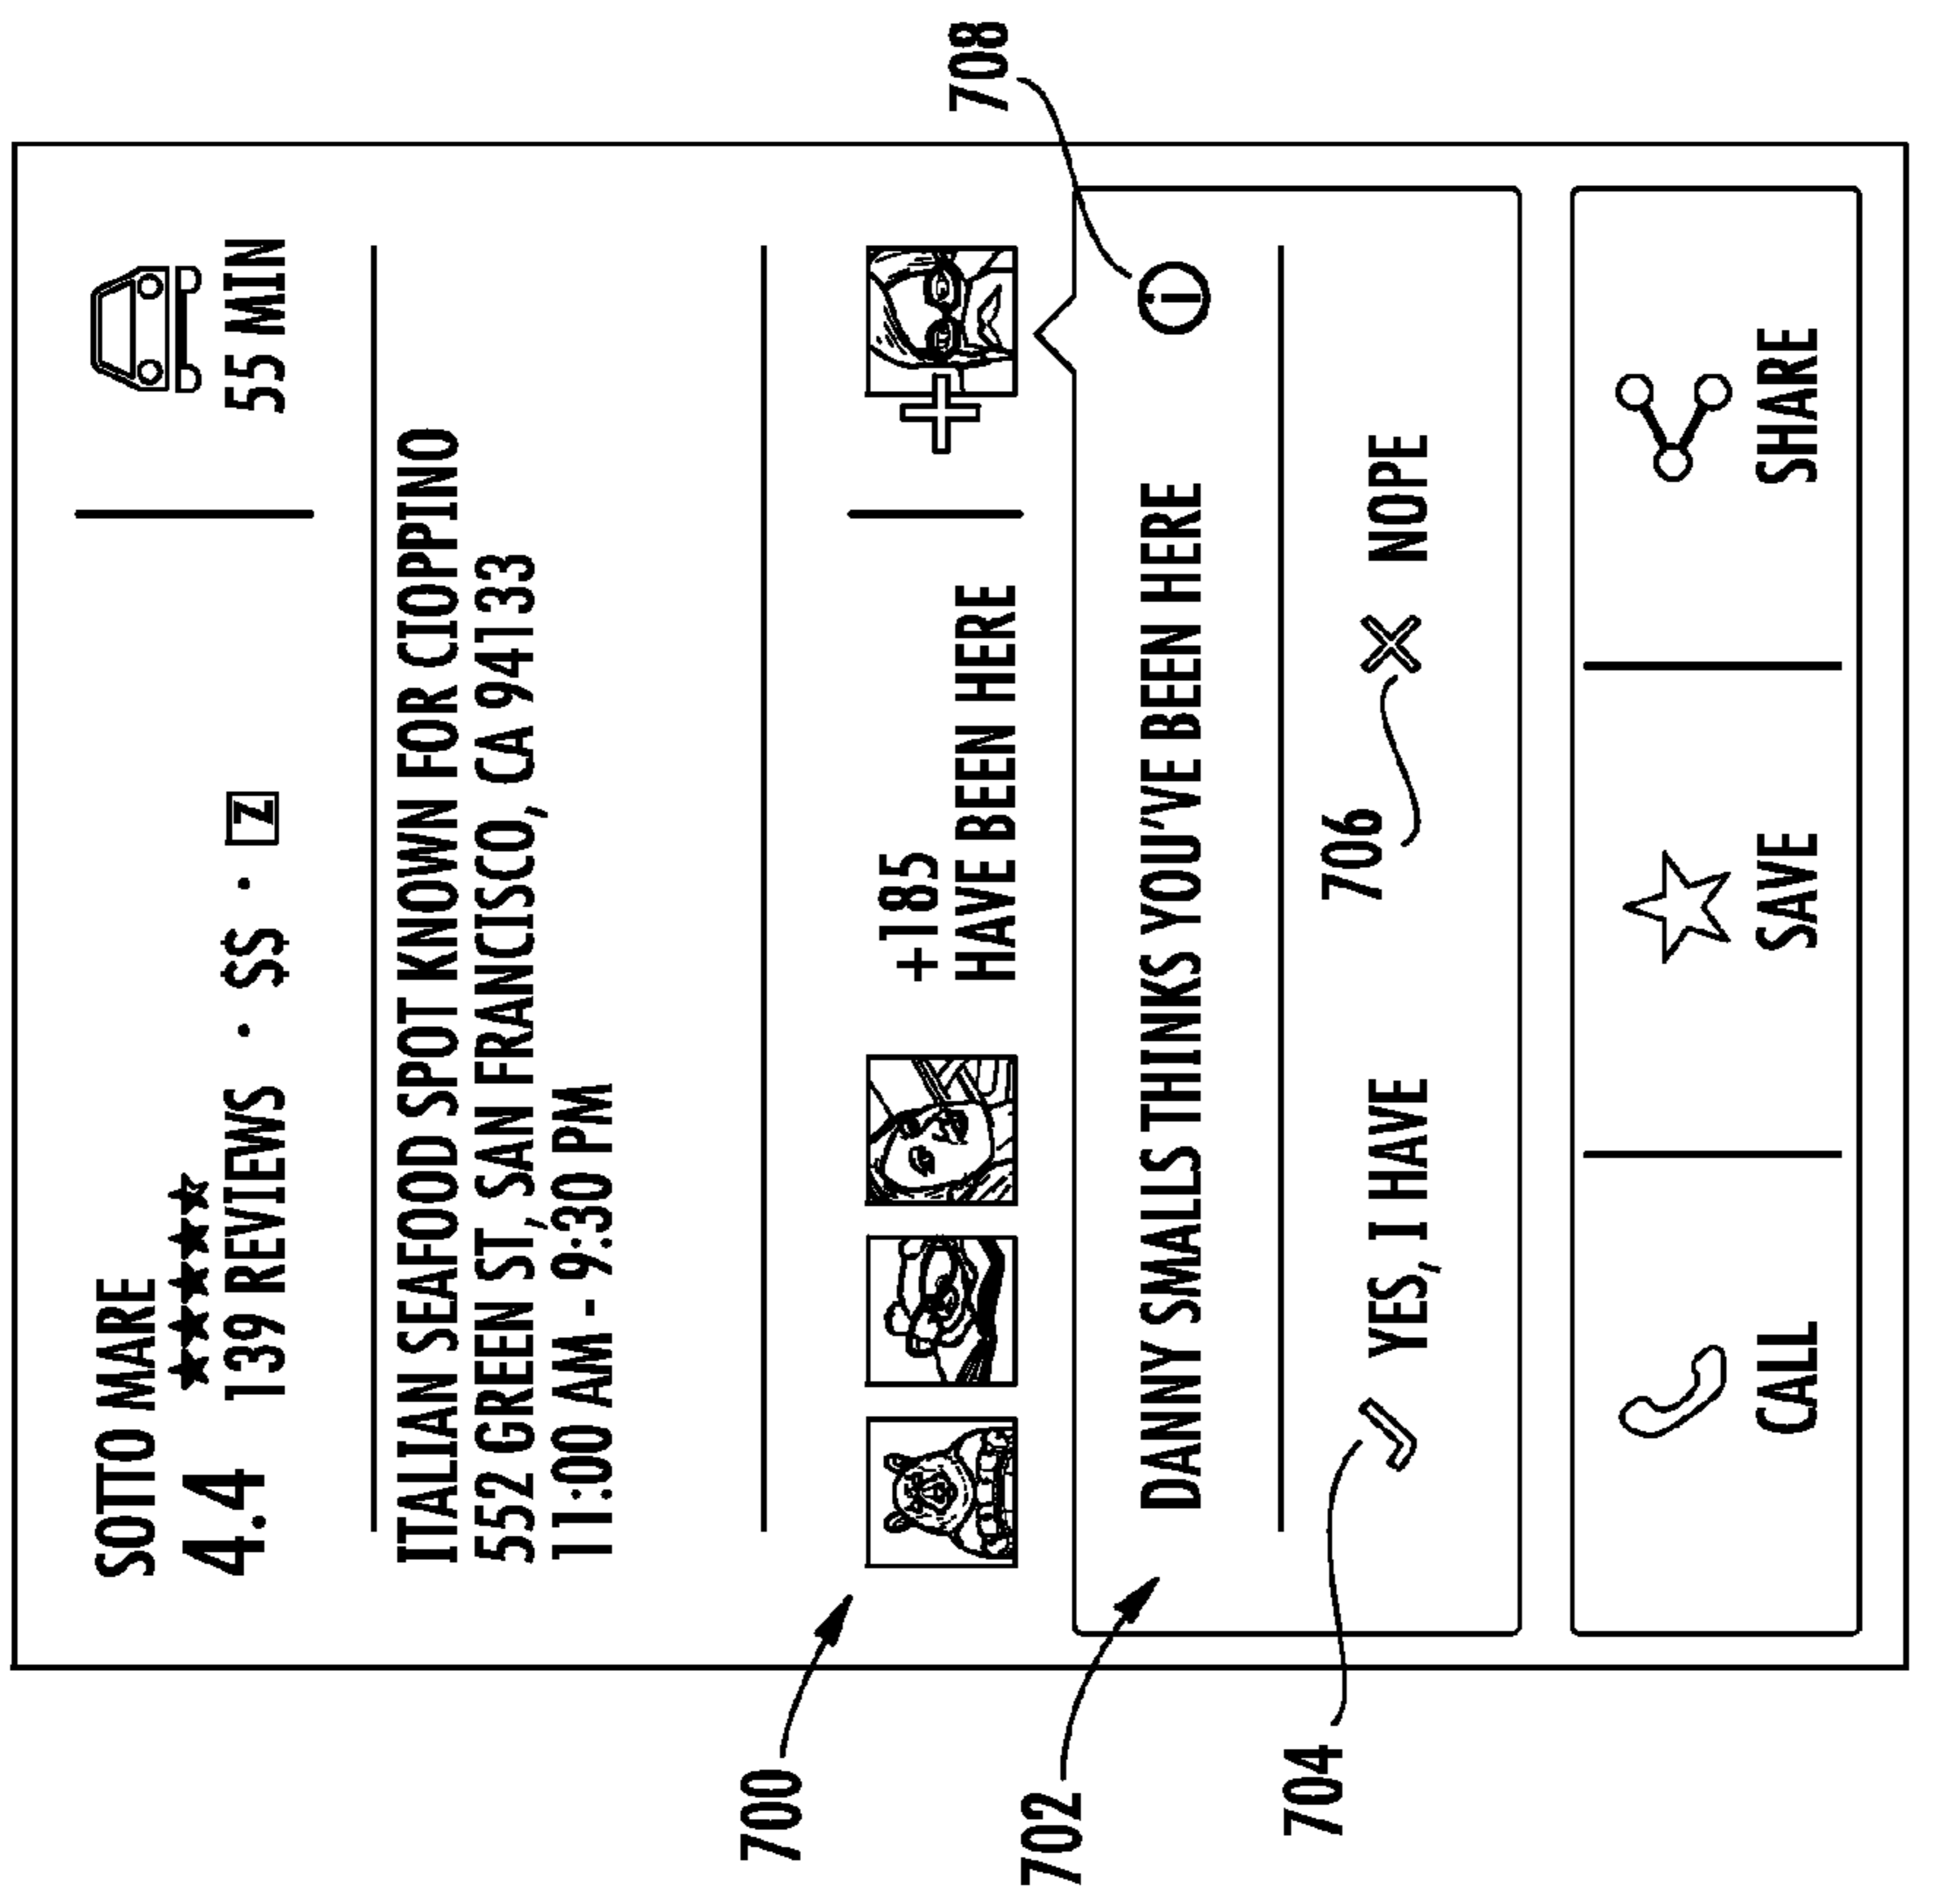 SOTTO MARE
4.4
139 REVIEWS · $$ · Z
55 MIN
ITALIAN SEAFOOD SPOT KNOWN FOR CIOPPINO
552 GREEN ST, SAN FRANCISCO, CA 94133
11:00 AM - 9:30 PM
700
+185
HAVE BEEN HERE
702
DANNY SMALLS THINKS YOU'VE BEEN HERE
i
708
704
YES, I HAVE
706
NOPE
CALL
SAVE
SHARE